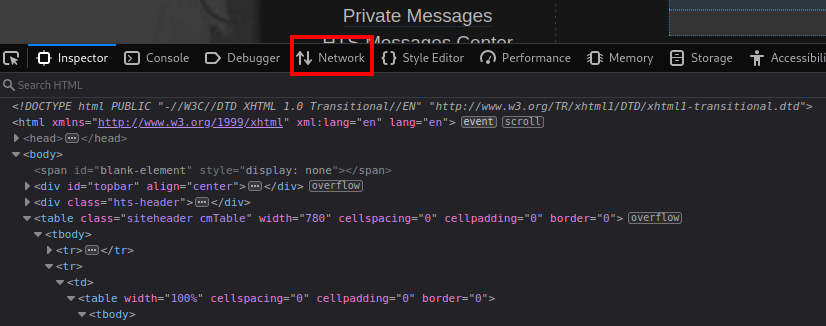 Private Messages
HTS Messages Center
Inspector Console Debugger Network Style Editor Performance Memory Storage Accessibili
Search HTML
<!DOCTYPE html PUBLIC "-//W3C//DTD XHTML 1.0 Transitional//EN" "http://www.w3.org/TR/xhtml1/DTD/xhtml1-transitional.dtd">
<html xmlns="http://www.w3.org/1999/xhtml" xml:lang="en" lang="en"> event scroll
<head> ••• </head>
<body>
<span id="blank-element" style="display: none"></span>
<div id="topbar" align="center"> ••• </div> overflow
<div class="hts-header"> ••• </div>
<table class="siteheader cmTable" width="780" cellspacing="0" cellpadding="0" border="0"> overflow
<tbody>
<tr> ••• </tr>
<tr>
<td>
<table width="100%" cellspacing="0" cellpadding="0" border="0">
<tbody>